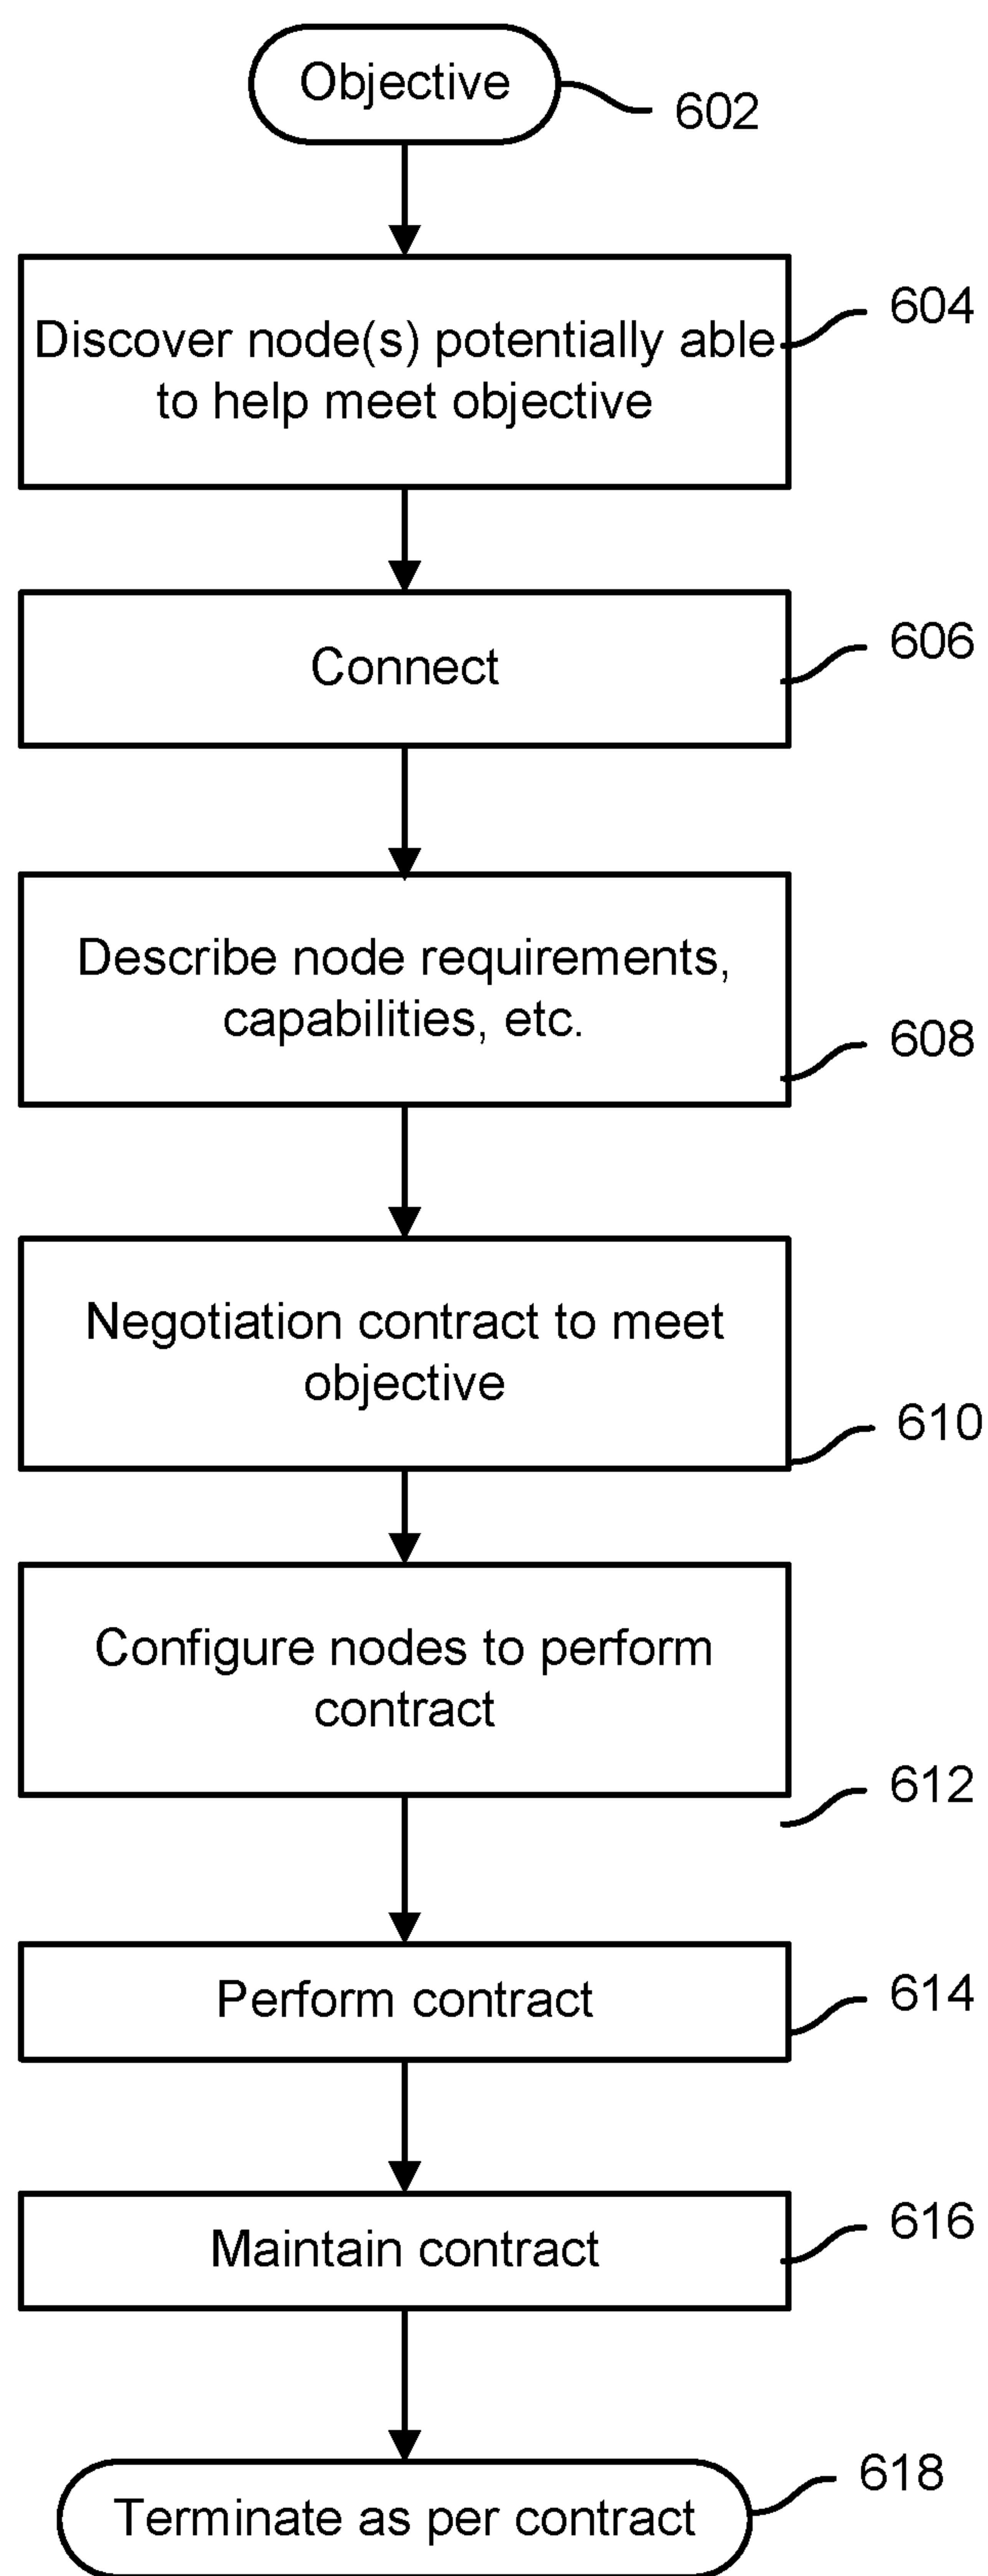 Objective
602
Discover node(s) potentially able
to help meet objective
604
Connect
606
Describe node requirements,
capabilities, etc.
608
Negotiation contract to meet
objective
610
Configure nodes to perform
contract
612
Perform contract
614
Maintain contract
616
Terminate as per contract
618